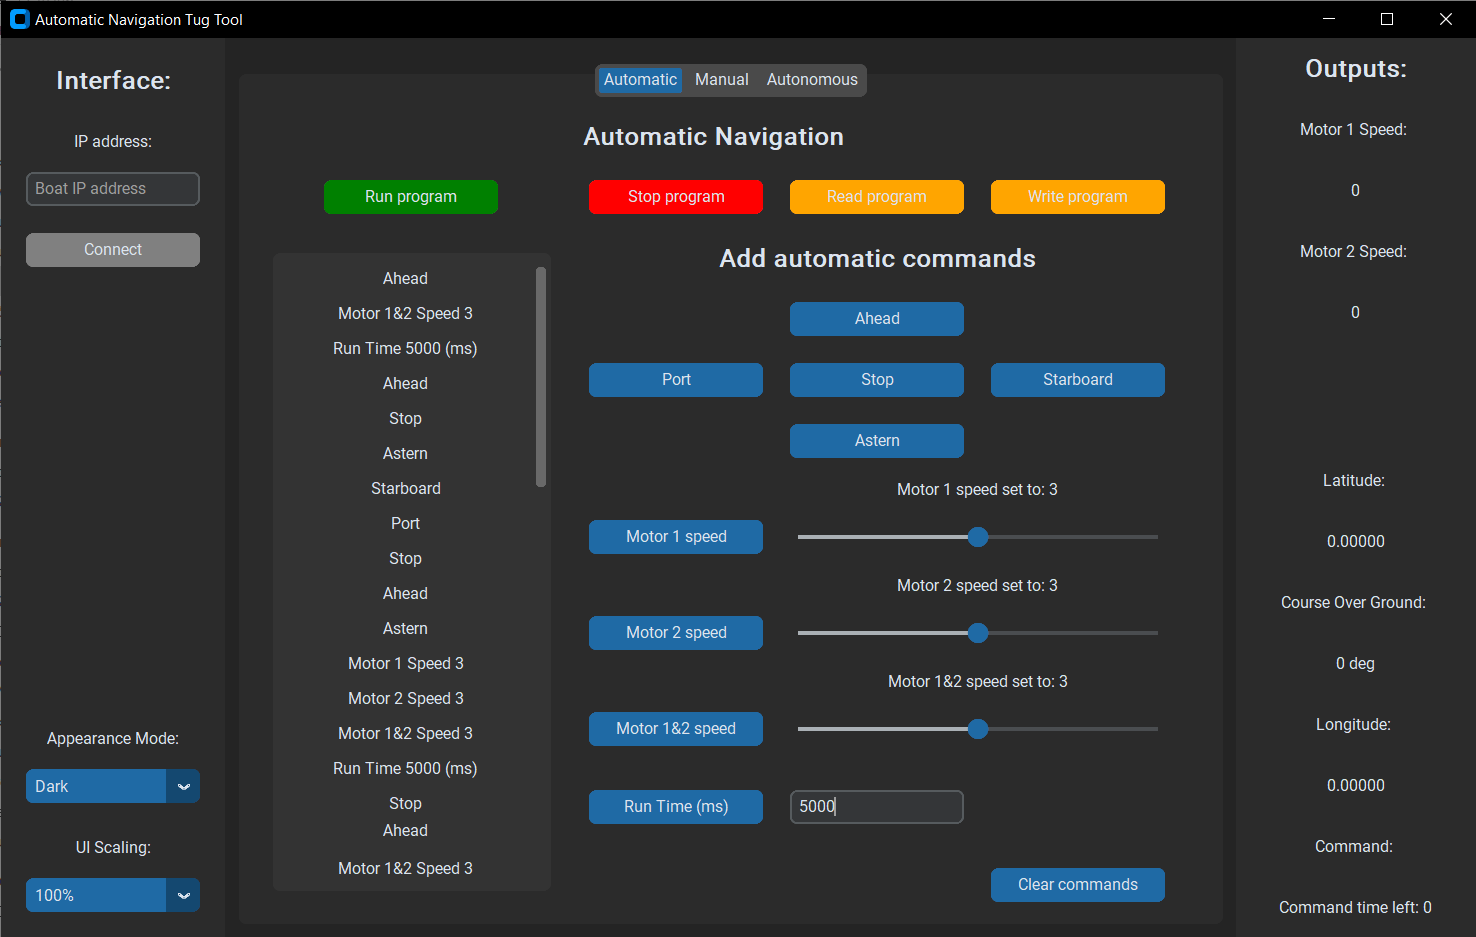 Automatic Navigation Tug Tool
Interface:
IP address:
Boat IP address
Connect
Appearance Mode:
Dark
UI Scaling:
100%
Automatic Manual Autonomous
Automatic Navigation
Run program Stop program Read program Write program
Ahead
Motor 1&2 Speed 3
Run Time 5000 (ms)
Ahead
Stop
Astern
Starboard
Port
Stop
Ahead
Astern
Motor 1 Speed 3
Motor 2 Speed 3
Motor 1&2 Speed 3
Run Time 5000 (ms)
Stop
Ahead
Motor 1&2 Speed 3
Add automatic commands
Ahead
Port Stop Starboard
Astern
Motor 1 speed set to: 3
Motor 1 speed
Motor 2 speed set to: 3
Motor 2 speed
Motor 1&2 speed set to: 3
Motor 1&2 speed
Run Time (ms) 5000
Clear commands
Outputs:
Motor 1 Speed:
0
Motor 2 Speed:
0
Latitude:
0.00000
Course Over Ground:
0 deg
Longitude:
0.00000
Command:
Command time left: 0